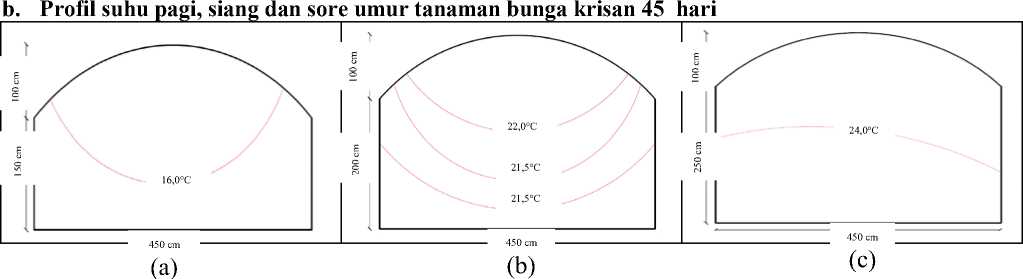 b. Profil suhu pagi, siang dan sore umur tanaman bunga krisan 45 hari
100 cm
150 cm
16,0°C
450 cm
(a)
100 cm
200 cm
22,0°C
21,5°C
21,5°C
450 cm
(b)
100 cm
250 cm
24,0°C
450 cm
(c)